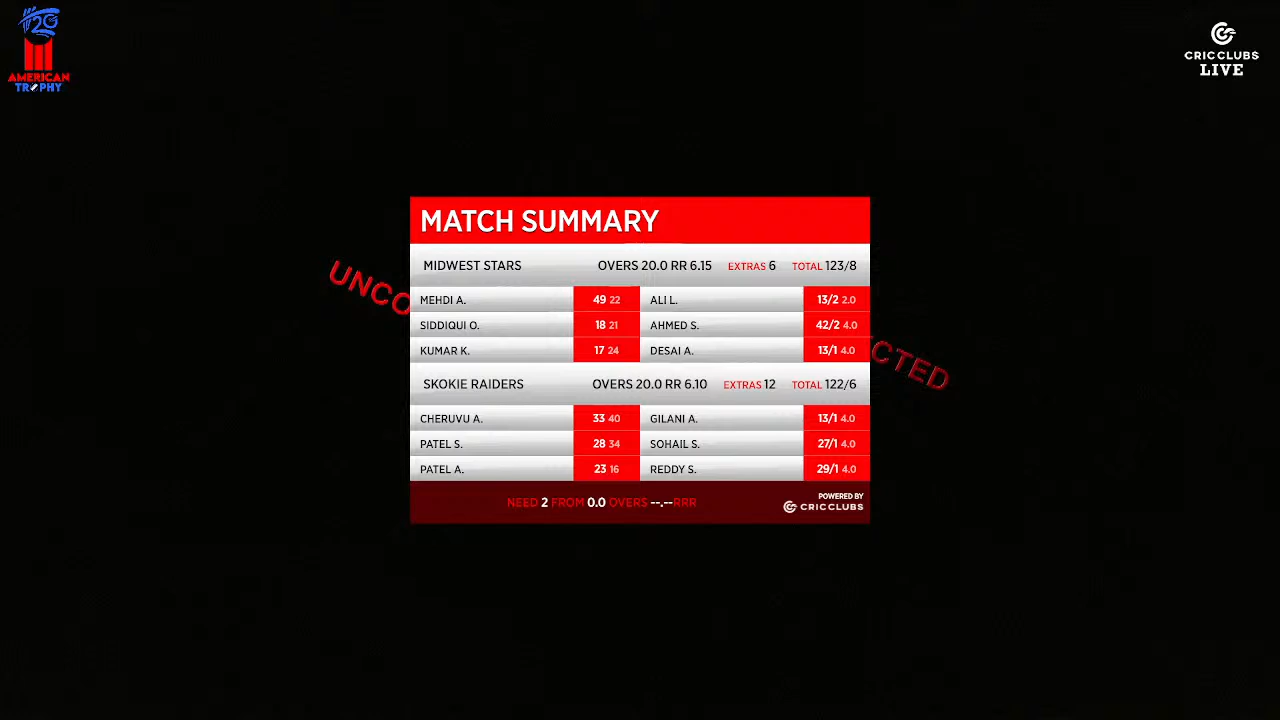 T20
AMERICAN
TROPHY
CRICCLUBS
LIVE
MATCH SUMMARY
MIDWEST STARS OVERS 20.0 RR 6.15 EXTRAS 6 TOTAL 123/8
MEHDI A. 49 22 ALI L. 13/2 2.0
SIDDIQUI O. 18 21 AHMED S. 42/2 4.0
KUMAR K. 17 24 DESAI A. 13/1 4.0
SKOKIE RAIDERS OVERS 20.0 RR 6.10 EXTRAS 12 TOTAL 122/6
CHERUVU A. 33 40 GILANI A. 13/1 4.0
PATEL S. 28 34 SOHAIL S. 27/1 4.0
PATEL A. 23 16 REDDY S. 29/1 4.0
NEED 2 FROM 0.0 OVERS --.--RRR
POWERED BY
CRICCLUBS